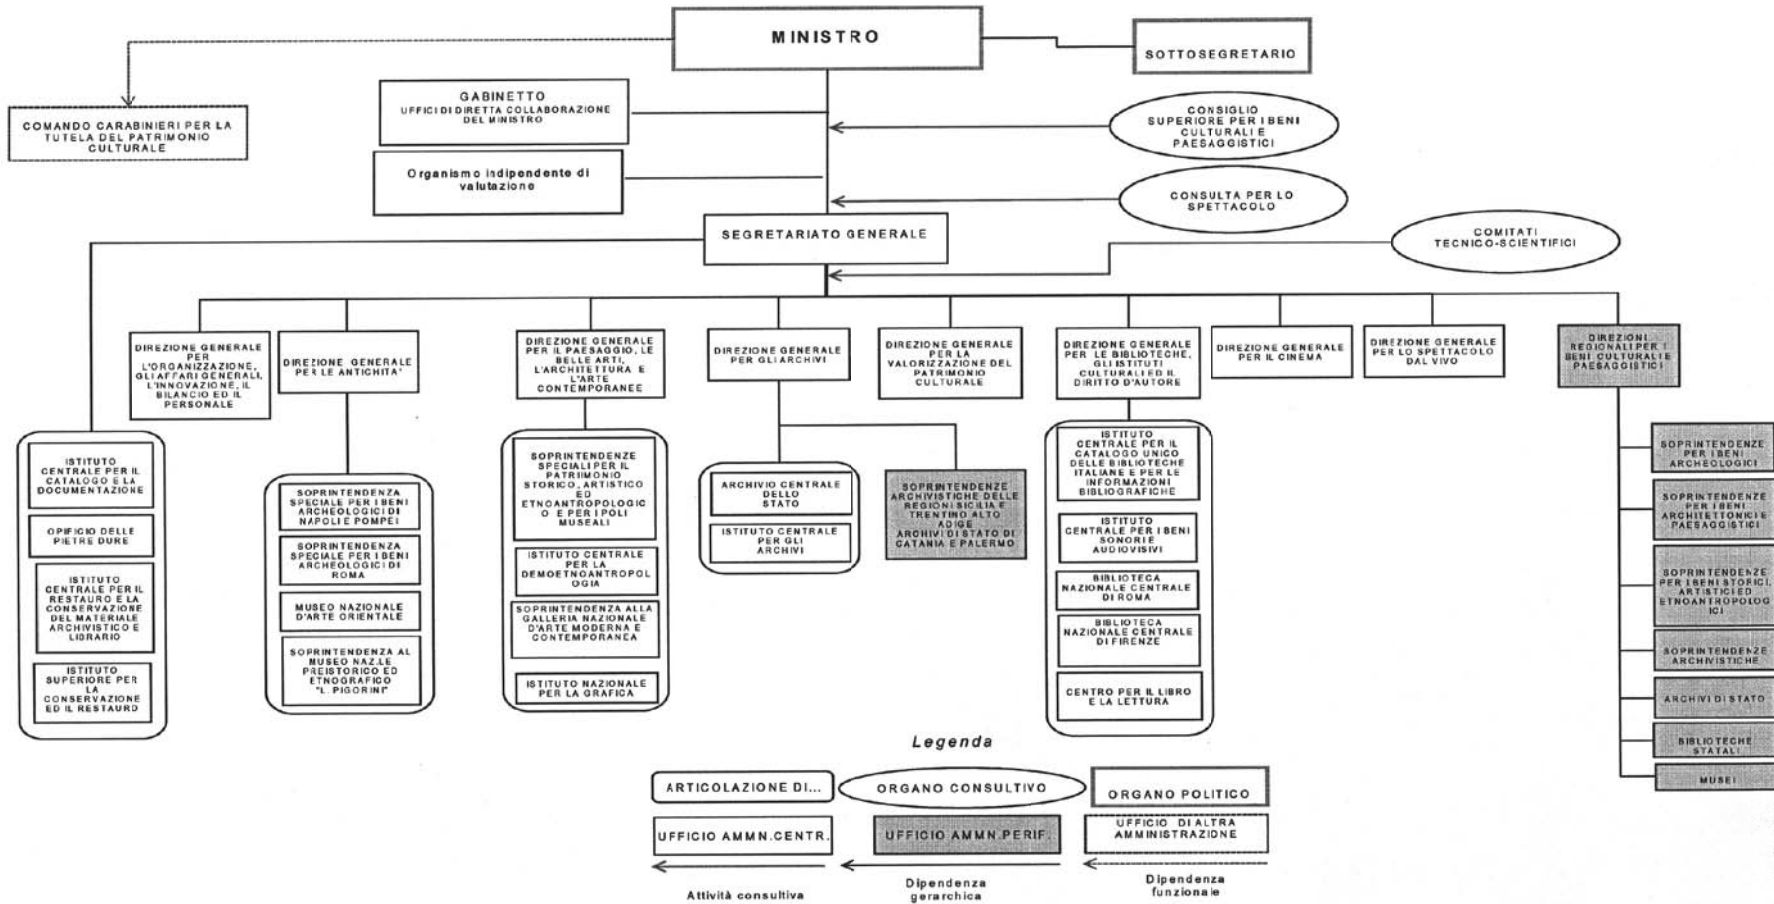 MINISTRO
SOTTOSEGRETARIO
COMANDO CARABINIERI PER LA
TUTELA DEL PATRIMONIO
CULTURALE
GABINETTO
UFFICI DI DIRETTA COLLABORAZIONE
DEL MINISTRO
CONSIGLIO
SUPERIORE PER I BENI
CULTURALI E
PAESAGGISTICI
Organismo indipendente di
valutazione
CONSULTA PER LO
SPETTACOLO
SEGRETARIATO GENERALE
COMITATI
TECNICO-SCIENTIFICI
DIREZIONE GENERALE
PER
L'ORGANIZZAZIONE,
GLI AFFARI GENERALI,
L'INNOVAZIONE, IL
BILANCIO ED IL
PERSONALE
DIREZIONE GENERALE
PER LE ANTICHITA'
DIREZIONE GENERALE
PER IL PAESAGGIO, LE
BELLE ARTI,
L'ARCHITETTURA E
L'ARTE
CONTEMPORANEE
DIREZIONE GENERALE
PER GLI ARCHIVI
DIREZIONE GENERALE
PER LA
VALORIZZAZIONE DEL
PATRIMONIO
CULTURALE
DIREZIONE GENERALE
PER LE BIBLIOTECHE,
GLI ISTITUTI
CULTURALI ED IL
DIRITTO D'AUTORE
DIREZIONE GENERALE
PER IL CINEMA
DIREZIONE GENERALE
PER LO SPETTACOLO
DAL VIVO
DIREZIONI
REGIONALI PER I
BENI CULTURALI E
PAESAGGISTICI
ISTITUTO
CENTRALE PER IL
CATALOGO E LA
DOCUMENTAZIONE
OPIFICIO DELLE
PIETRE DURE
ISTITUTO
CENTRALE PER IL
RESTAURO E LA
CONSERVAZIONE
DEL MATERIALE
ARCHIVISTICO E
LIBRARIO
ISTITUTO
SUPERIORE PER
LA
CONSERVAZIONE
ED IL RESTAURO
SOPRINTENDENZA
SPECIALE PER I BENI
ARCHEOLOGICI DI
NAPOLI E POMPEI
SOPRINTENDENZA
SPECIALE PER I BENI
ARCHEOLOGICI DI
ROMA
MUSEO NAZIONALE
D'ARTE ORIENTALE
SOPRINTENDENZA AL
MUSEO NAZ.LE
PREISTORICO ED
ETNOGRAFICO
"L. PIGORINI"
SOPRINTENDENZE
SPECIALI PER IL
PATRIMONIO
STORICO, ARTISTICO
ED
ETNOANTROPOLOGIC
O E PER I POLI
MUSEALI
ISTITUTO CENTRALE
PER LA
DEMOETNOANTROPOL
OGIA
SOPRINTENDENZA ALLA
GALLERIA NAZIONALE
D'ARTE MODERNA E
CONTEMPORANEA
ISTITUTO NAZIONALE
PER LA GRAFICA
ARCHIVIO CENTRALE
DELLO
STATO
ISTITUTO CENTRALE
PER GLI
ARCHIVI
SOPRINTENDENZE
ARCHIVISTICHE DELLE
REGIONI SICILIA E
TRENTINO ALTO
ADIGE
ARCHIVI DI STATO DI
CATANIA E PALERMO
ISTITUTO
CENTRALE PER IL
CATALOGO UNICO
DELLE BIBLIOTECHE
ITALIANE E PER LE
INFORMAZIONI
BIBLIOGRAFICHE
ISTITUTO
CENTRALE PER I BENI
SONORI E
AUDIOVISIVI
BIBLIOTECA
NAZIONALE CENTRALE
DI ROMA
BIBLIOTECA
NAZIONALE CENTRALE
DI FIRENZE
CENTRO PER IL LIBRO
E LA LETTURA
SOPRINTENDENZE
PER I BENI
ARCHEOLOGICI
SOPRINTENDENZE
PER I BENI
ARCHITETTONICI E
PAESAGGISTICI
SOPRINTENDENZE
PER I BENI STORICI,
ARTISTICI ED
ETNOANTROPOLOG
ICI
SOPRINTENDENZE
ARCHIVISTICHE
ARCHIVI DI STATO
BIBLIOTECHE
STATALI
MUSEI
Legenda
ARTICOLAZIONE DI...
ORGANO CONSULTIVO
ORGANO POLITICO
UFFICIO AMMN.CENTR.
UFFICIO AMMN.PERIF.
UFFICIO DI ALTRA
AMMINISTRAZIONE
Attività consultiva
Dipendenza
gerarchica
Dipendenza
funzionale